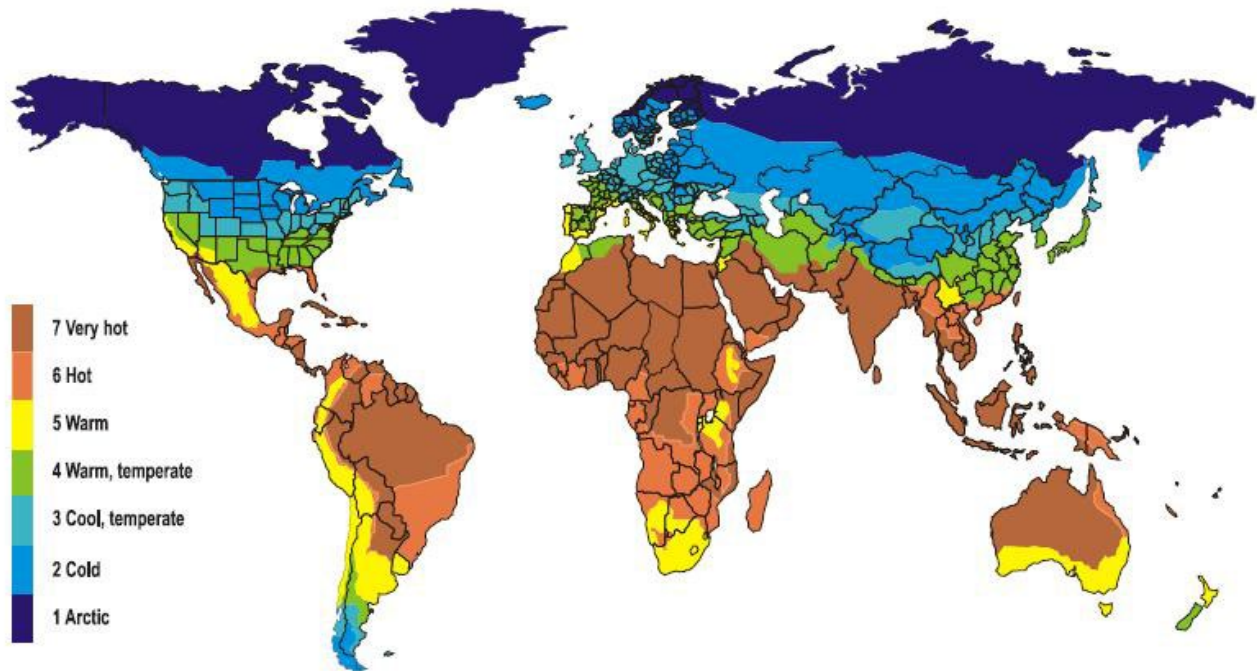 7 Very hot
6 Hot
5 Warm
4 Warm, temperate
3 Cool, temperate
2 Cold
1 Arctic